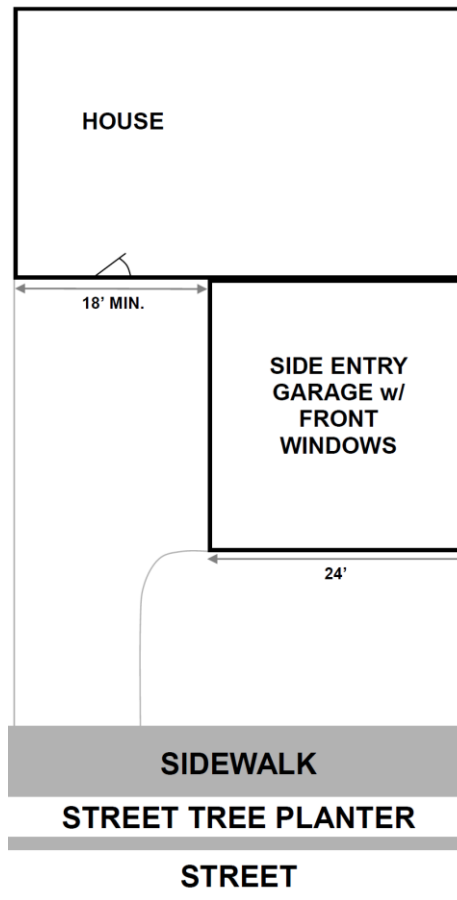 HOUSE
18’ MIN.
SIDE ENTRY
GARAGE w/
FRONT
WINDOWS
24’
SIDEWALK
STREET TREE PLANTER
STREET